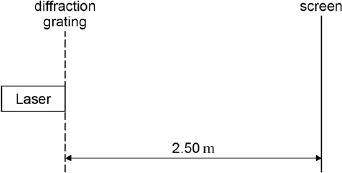 diffraction
grating
screen
Laser
2.50 m